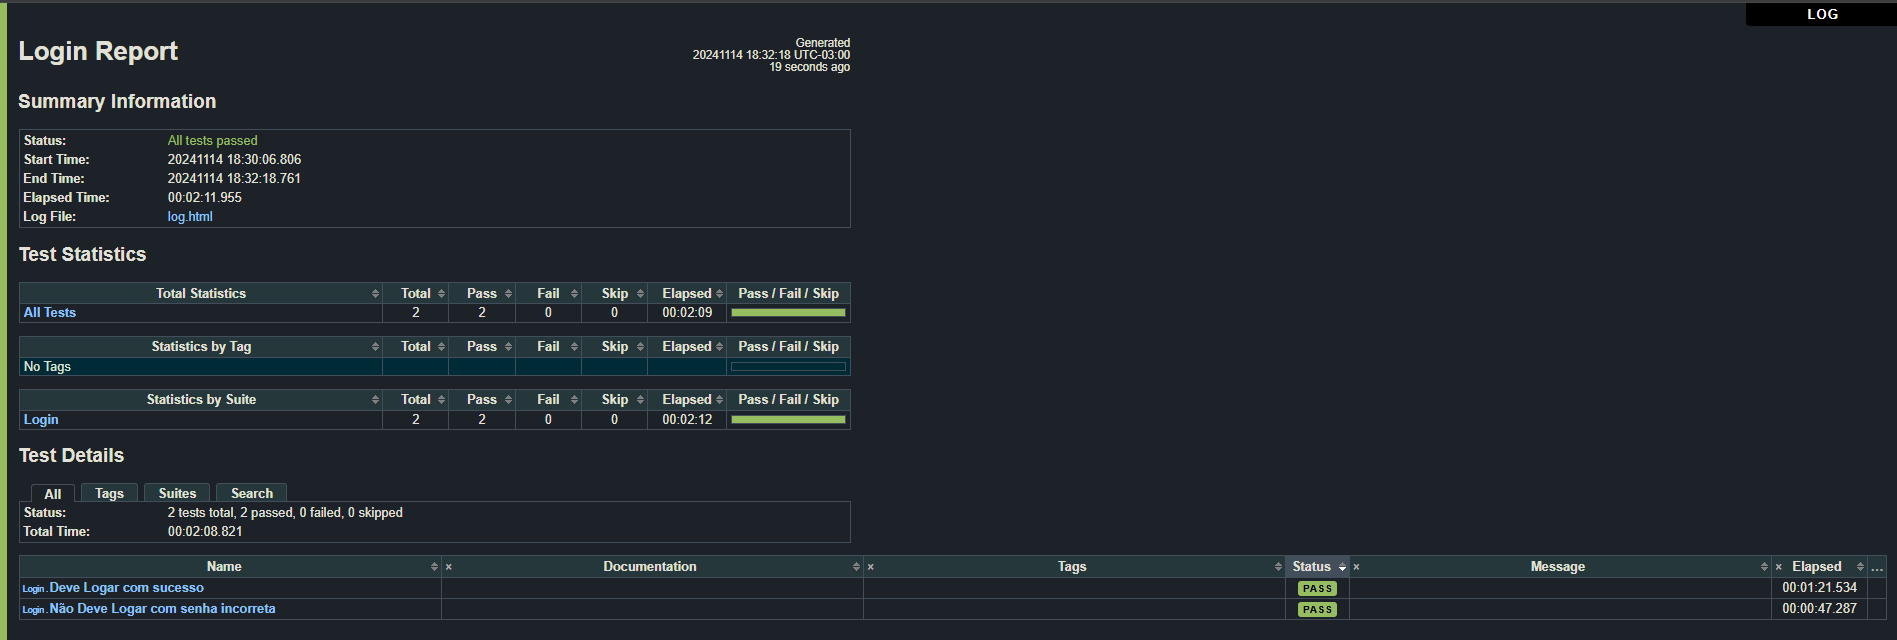 LOG
Login Report
Generated
20241114 18:32:18 UTC-03:00
19 seconds ago
Summary Information
Status: All tests passed
Start Time: 20241114 18:30:06.806
End Time: 20241114 18:32:18.761
Elapsed Time: 00:02:11.955
Log File: log.html
Test Statistics
Total Statistics Total Pass Fail Skip Elapsed Pass / Fail / Skip
All Tests 2 2 0 0 00:02:09
Statistics by Tag Total Pass Fail Skip Elapsed Pass / Fail / Skip
No Tags
Statistics by Suite Total Pass Fail Skip Elapsed Pass / Fail / Skip
Login 2 2 0 0 00:02:12
Test Details
All Tags Suites Search
Status: 2 tests total, 2 passed, 0 failed, 0 skipped
Total Time: 00:02:08.821
Name × Documentation × Tags Status × Message × Elapsed ...
Login . Deve Logar com sucesso PASS 00:01:21.534
Login . Não Deve Logar com senha incorreta PASS 00:00:47.287